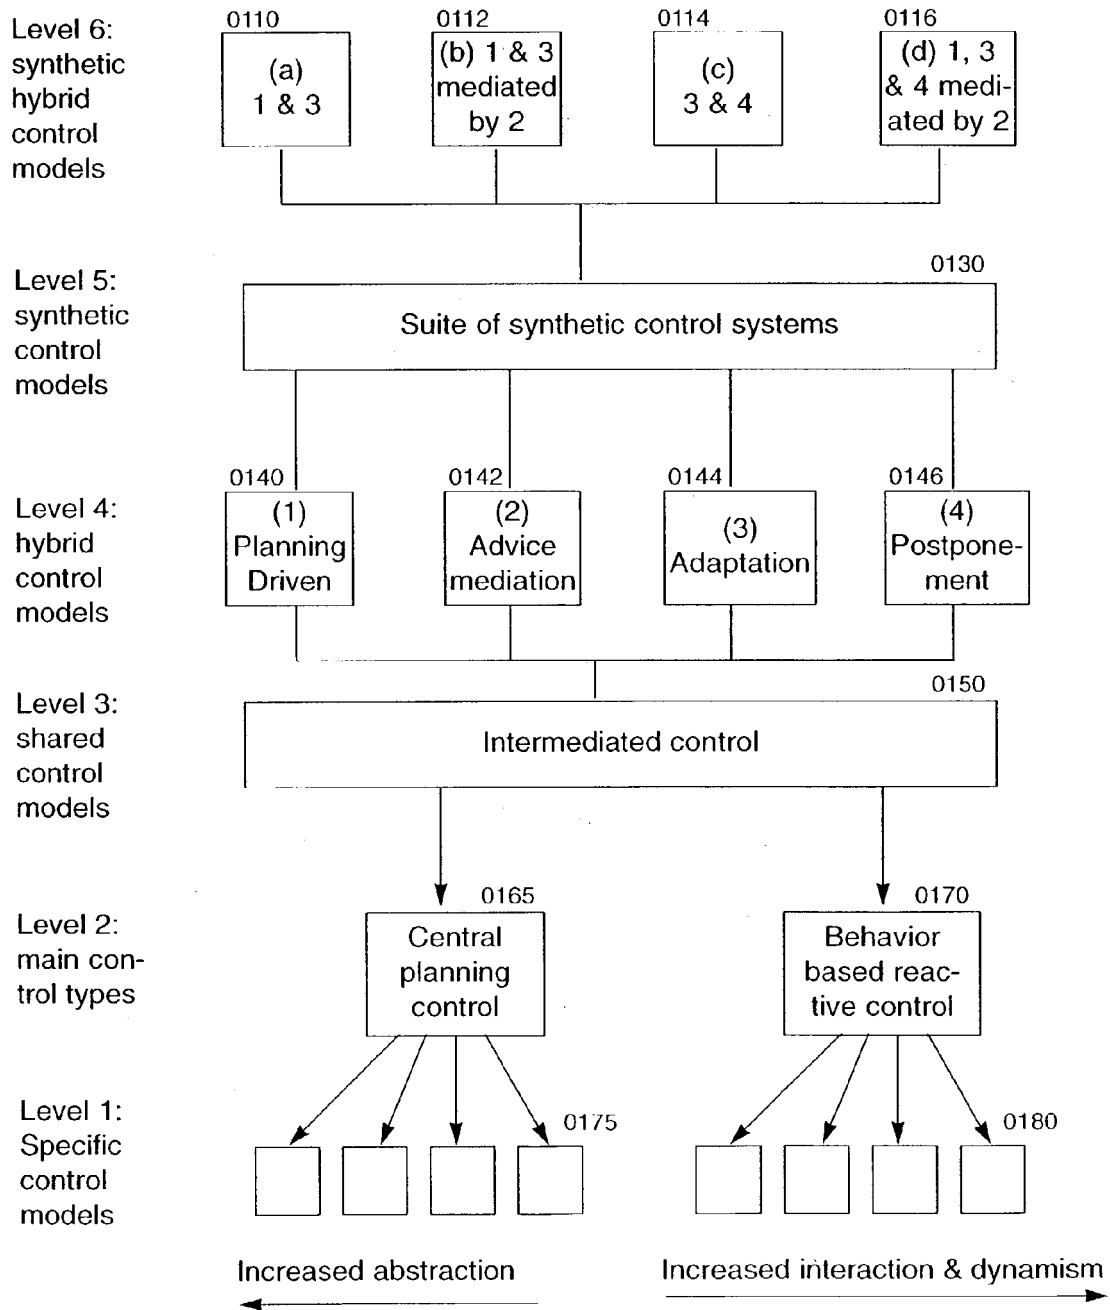 Level 6:
synthetic
hybrid
control
models
0110
(a)
1 & 3
0112
(b) 1 & 3
mediated
by 2
0114
(c)
3 & 4
0116
(d) 1, 3
& 4 medi-
ated by 2
Level 5:
synthetic
control
models
0130
Suite of synthetic control systems
Level 4:
hybrid
control
models
0140
(1)
Planning
Driven
0142
(2)
Advice
mediation
0144
(3)
Adaptation
0146
(4)
Postpone-
ment
Level 3:
shared
control
models
0150
Intermediated control
Level 2:
main con-
trol types
0165
Central
planning
control
0170
Behavior
based reac-
tive control
Level 1:
Specific
control
models
0175
0180
Increased abstraction
Increased interaction & dynamism